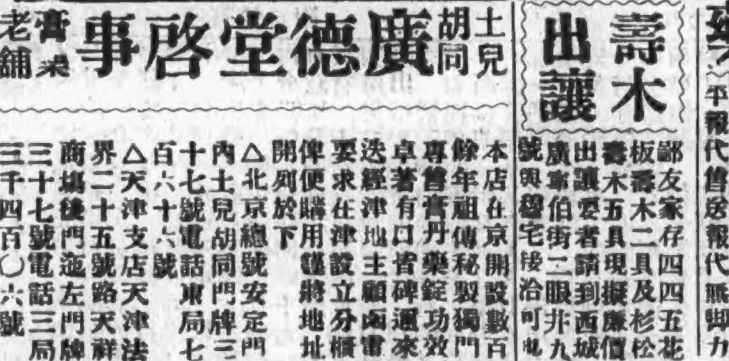 壽木
出讓
鄙友家存四四五花
板壽木二具及杉松
壽木五具現擬廉價
出讓要者請到西城
廣寧伯街二眼井九
號與穆宅接洽可也
土兒
胡同
廣德堂啓事
膏藥
老舖
本店在京開設數百
餘年祖傳秘製獨門
專營膏丹藥錠功效
卓著有口皆碑邇來
迭經津地主顧函電
要求在津設立分櫃
俾便購用謹將地址
開列於下
△北京總號安定門
內土兒胡同門牌三
十七號電話東局七
百六十六號
△天津支店天津法
界二十五號路天祥
商塲後門迤左門牌
三十七號電話三局
三千四百〇六號